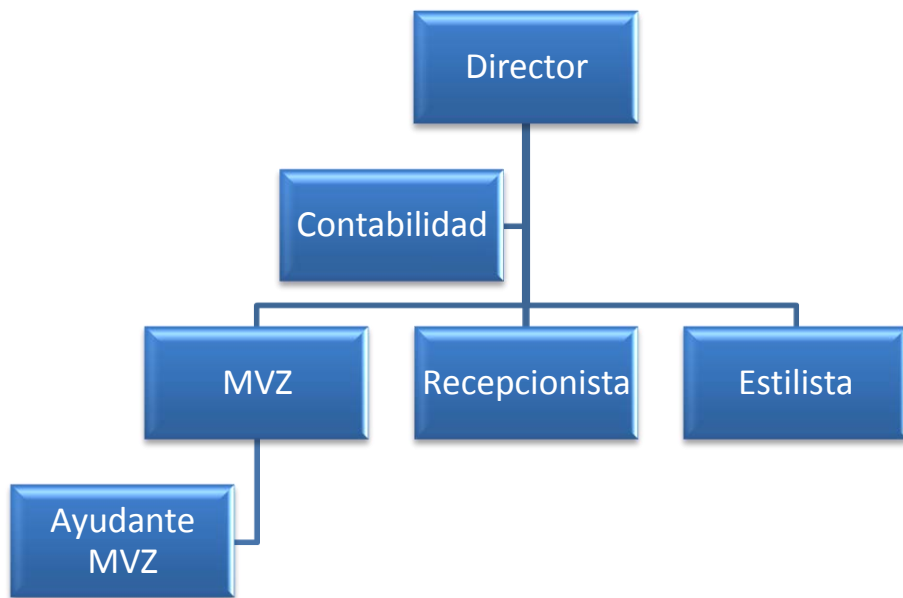 Director
Contabilidad
MVZ
Recepcionista
Estilista
Ayudante
MVZ